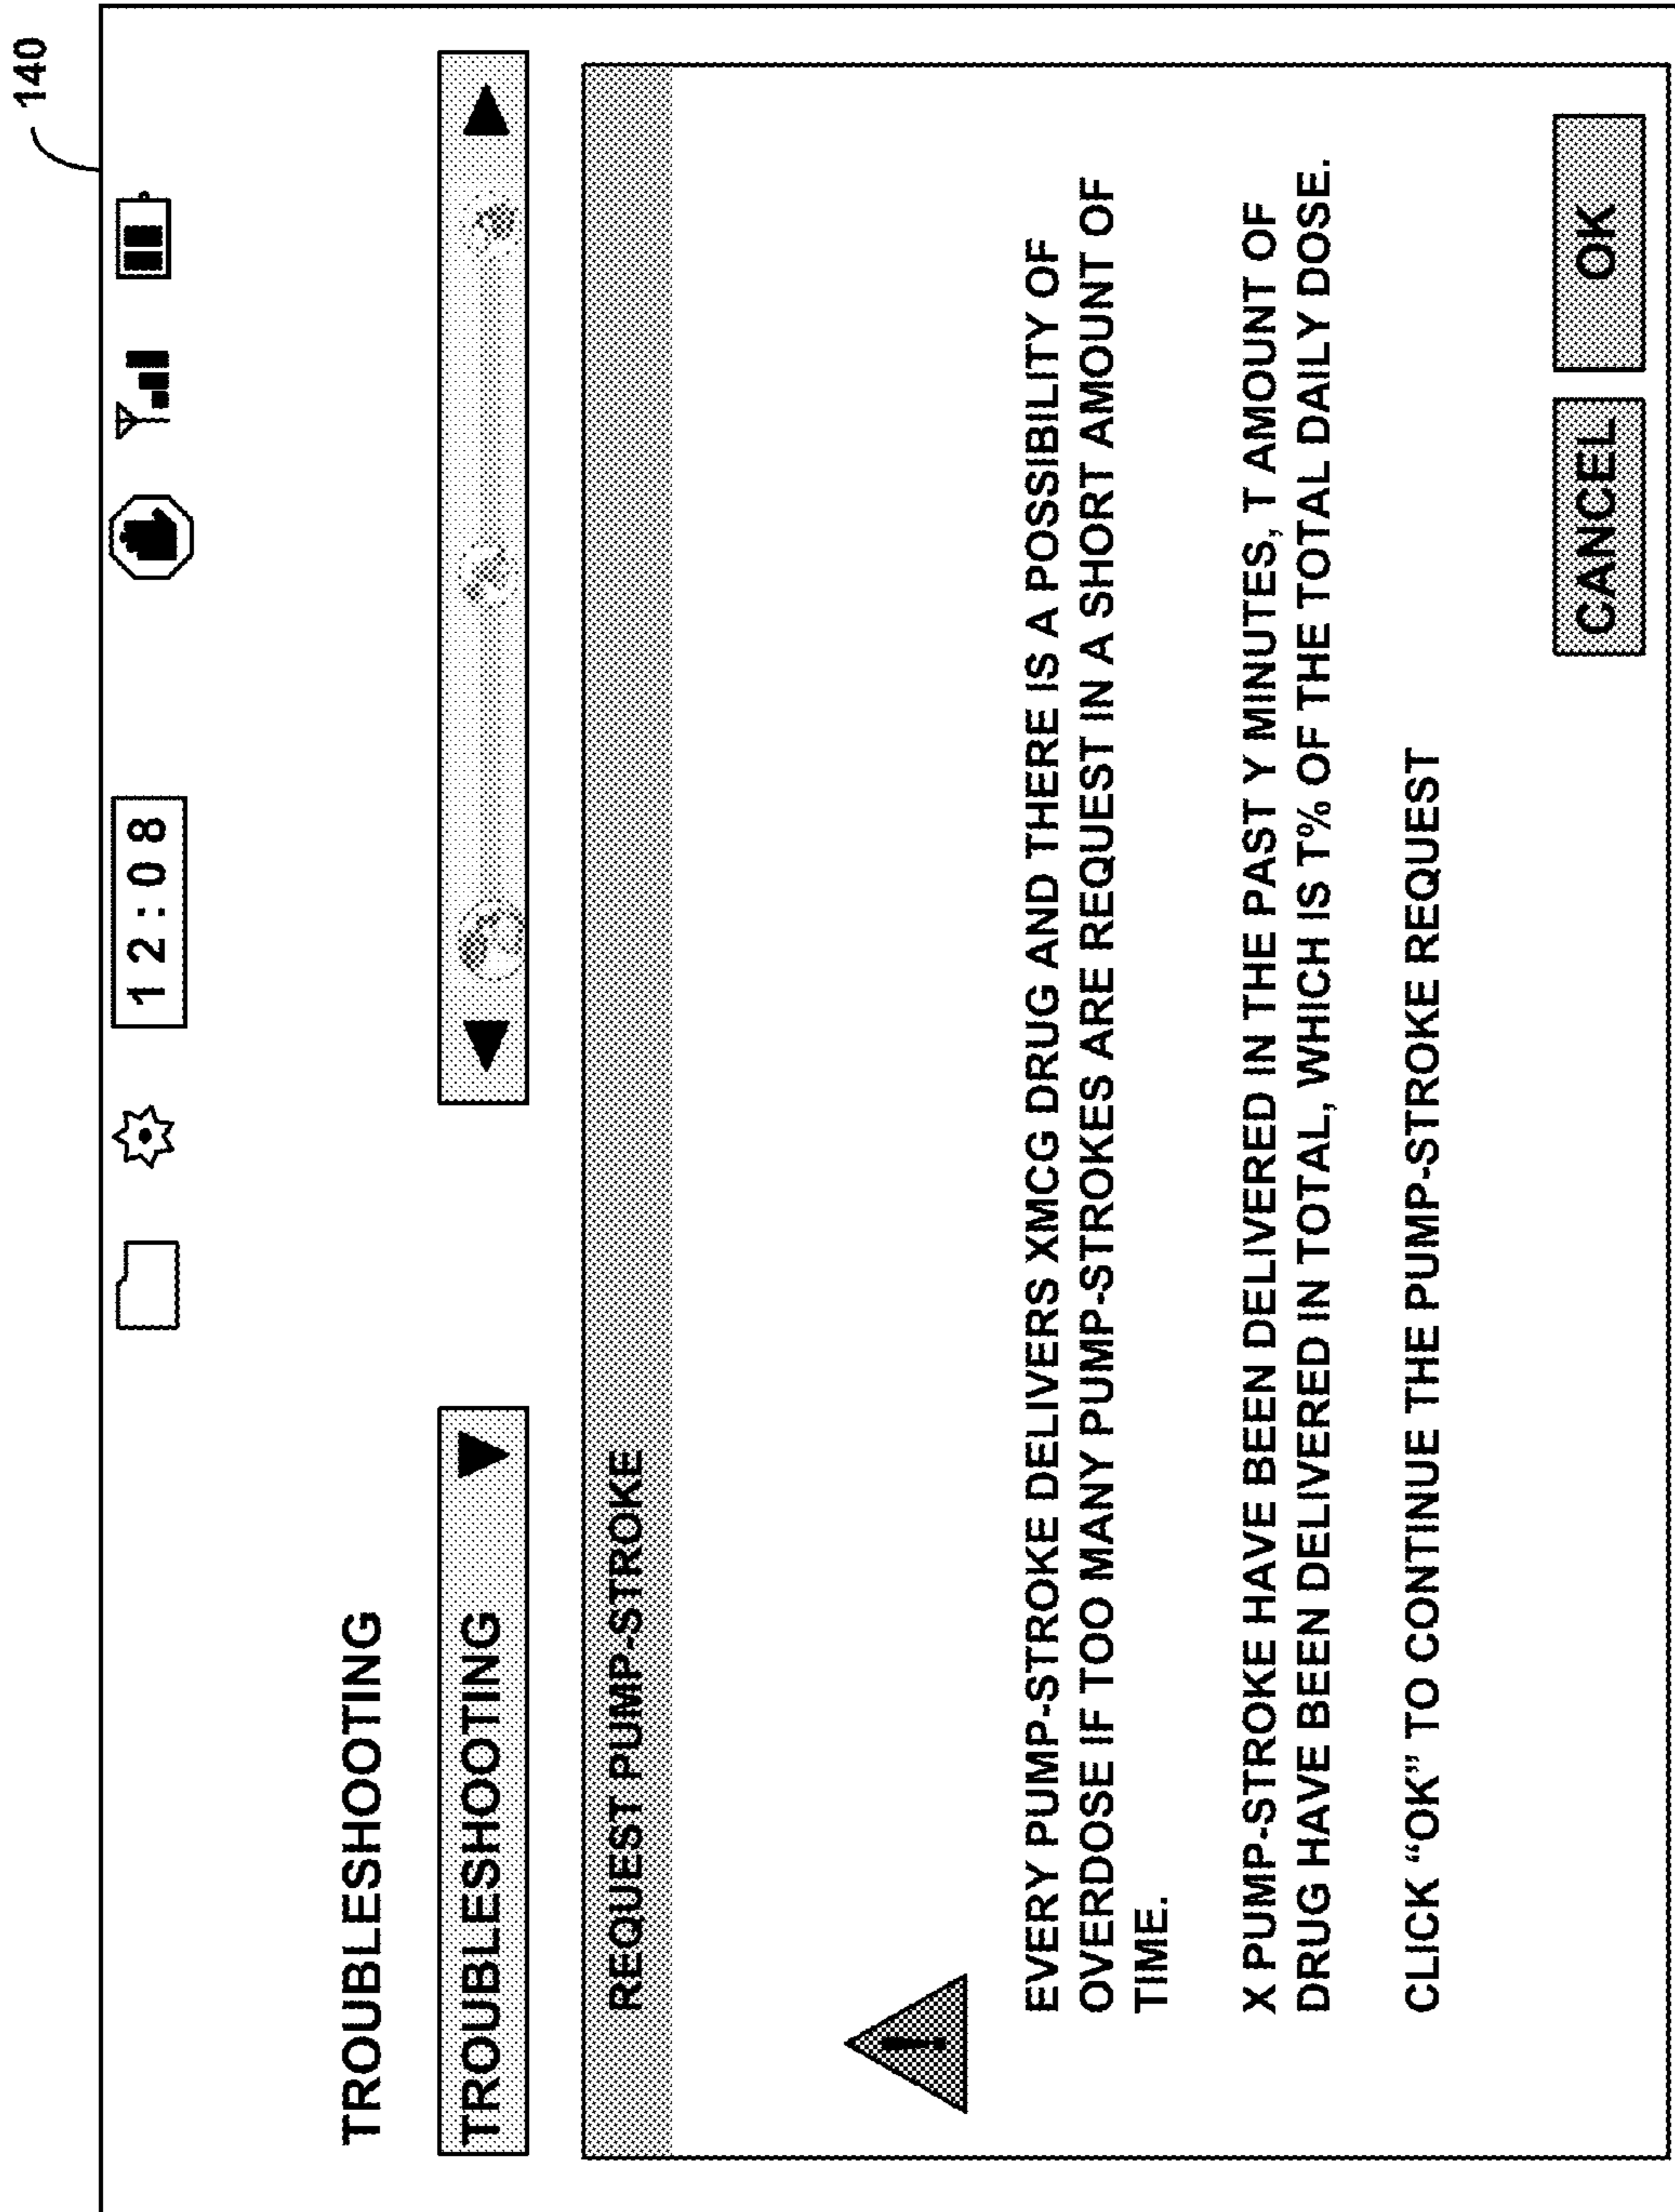 140
12:08
TROUBLESHOOTING
TROUBLESHOOTING
REQUEST PUMP-STROKE
!
EVERY PUMP-STROKE DELIVERS XMCG DRUG AND THERE IS A POSSIBILITY OF
OVERDOSE IF TOO MANY PUMP-STROKES ARE REQUEST IN A SHORT AMOUNT OF
TIME.
X PUMP-STROKE HAVE BEEN DELIVERED IN THE PAST Y MINUTES, T AMOUNT OF
DRUG HAVE BEEN DELIVERED IN TOTAL, WHICH IS T% OF THE TOTAL DAILY DOSE.
CLICK “OK” TO CONTINUE THE PUMP-STROKE REQUEST
CANCEL OK